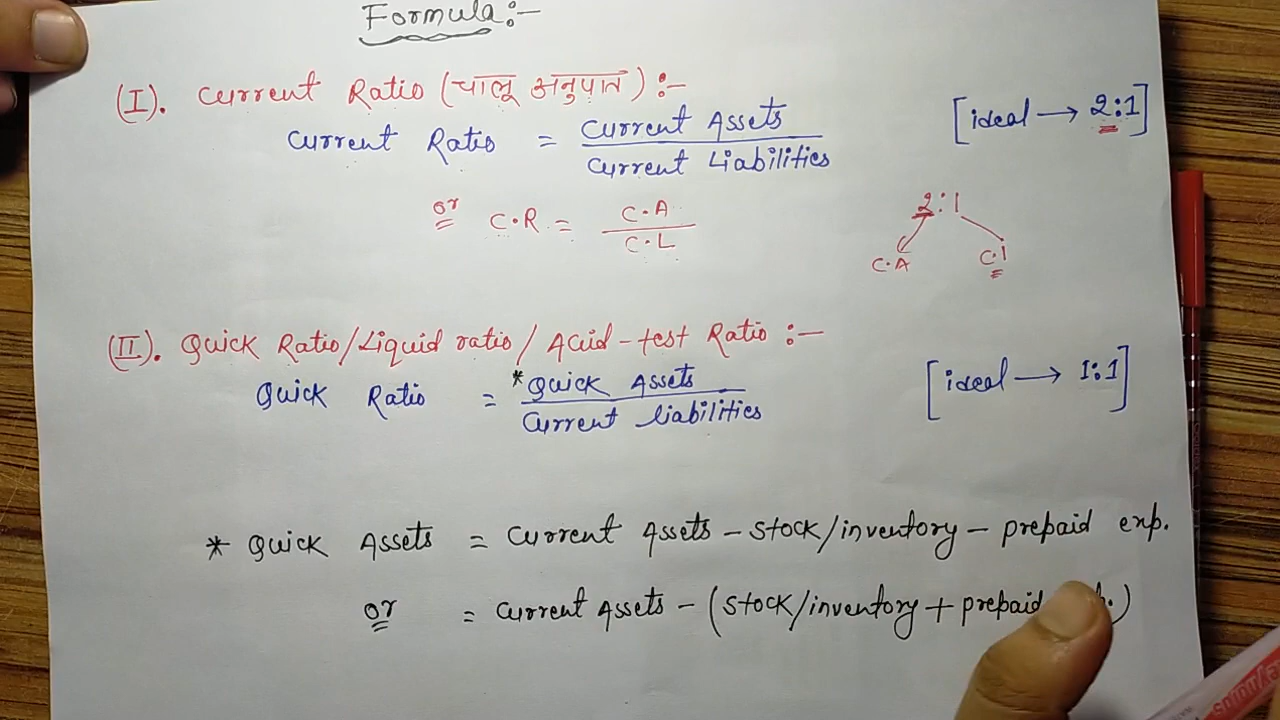 Formula:-
(I). Current Ratio (चालू अनुपात) :-
Current Ratio = Current Assets / Current Liabilities
[ideal → 2:1]
or C.R = C.A / C.L
2:1
C.A C.l
(II). Quick Ratio/Liquid ratio / Acid-test Ratio :-
Quick Ratio = *Quick Assets / Current liabilities
[ideal → 1:1]
* Quick Assets = Current Assets - Stock/inventory - prepaid exp.
or = Current Assets - (Stock/inventory + prepaid .)